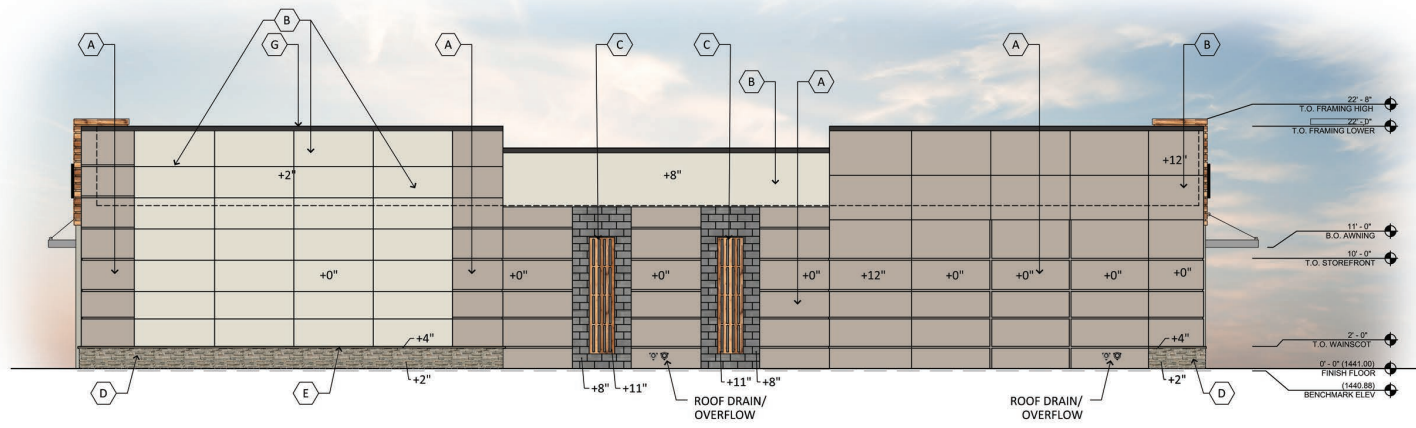 B
A
G
A
C
C
A
B
B
A
22' - 8"
T.O. FRAMING HIGH
22' - 0"
T.O. FRAMING LOWER
+12"
+2"
+8"
11' - 0"
B.O. AWNING
10' - 0"
T.O. STOREFRONT
+0"
+0"
+0"
+0"
+12"
+0"
+0"
+0"
+0"
+4"
+4"
2' - 0"
T.O. WAINSCOT
0' - 0" (1441.00)
FINISH FLOOR
+2"
+8"
+11"
+11"
+8"
+2"
(1440.88)
BENCHMARK ELEV
D
E
ROOF DRAIN/
OVERFLOW
ROOF DRAIN/
OVERFLOW
D